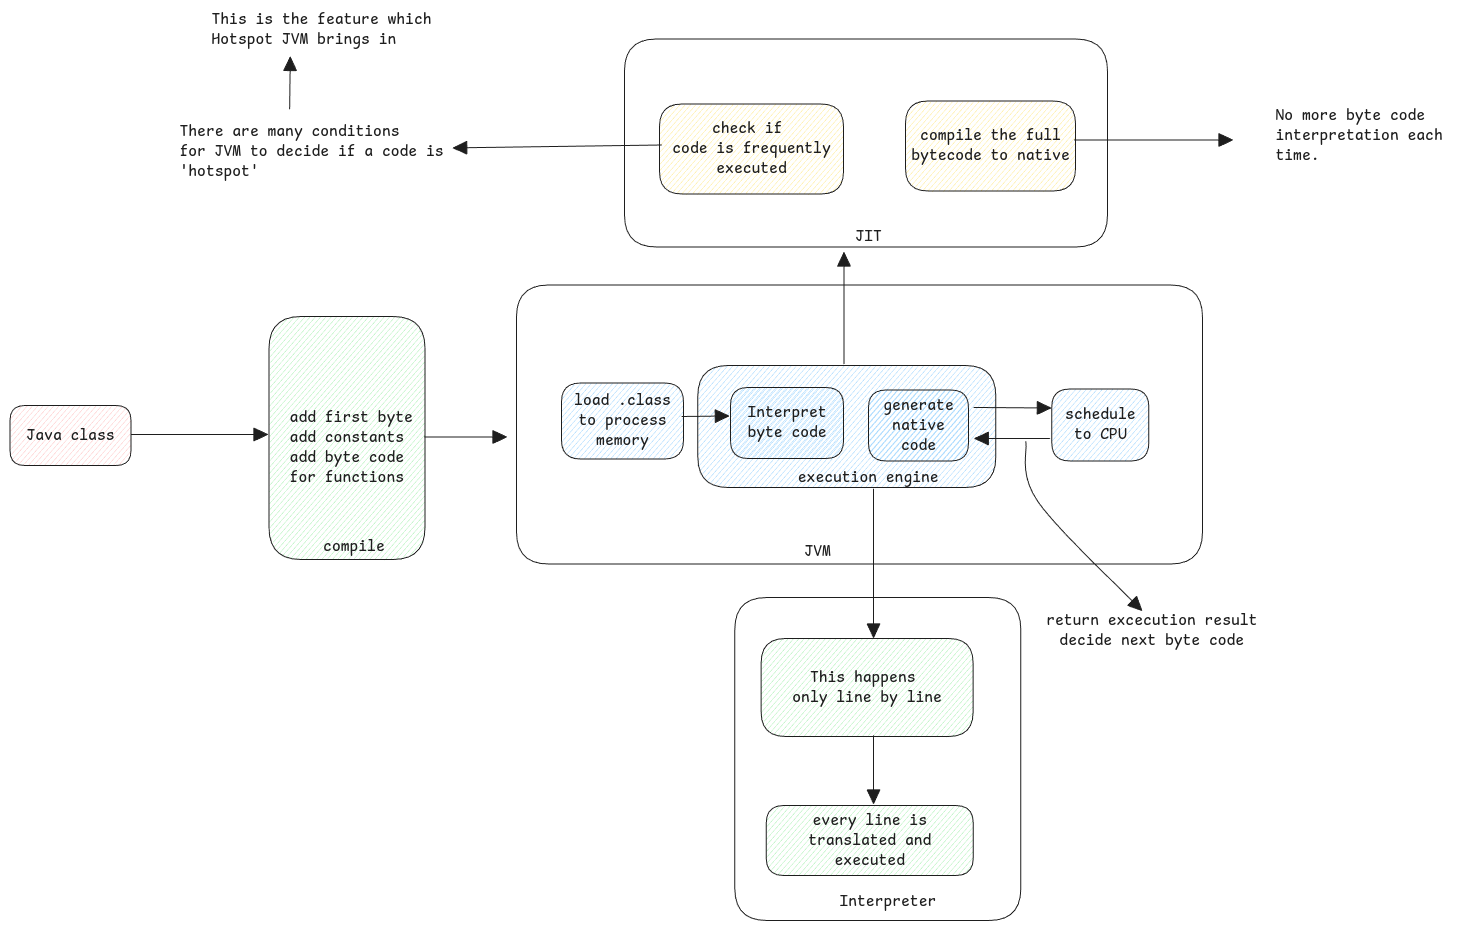 This is the feature which
Hotspot JVM brings in
There are many conditions
for JVM to decide if a code is
'hotspot'
check if
code is frequently
executed
compile the full
bytecode to native
No more byte code
interpretation each
time.
JIT
Java class
add first byte
add constants
add byte code
for functions
compile
load .class
to process
memory
Interpret
byte code
generate
native
code
execution engine
schedule
to CPU
JVM
return excecution result
decide next byte code
This happens
only line by line
every line is
translated and
executed
Interpreter